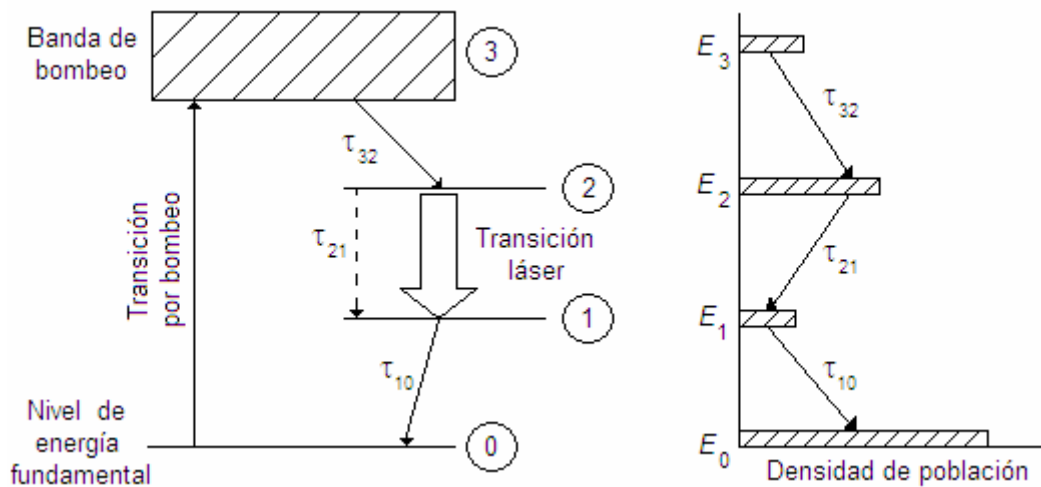 Banda de
bombeo
3
τ32
Transición
por bombeo
2
τ21
Transición
láser
1
τ10
Nivel de
energía
fundamental
0
E3
τ32
E2
τ21
E1
τ10
E0
Densidad de población